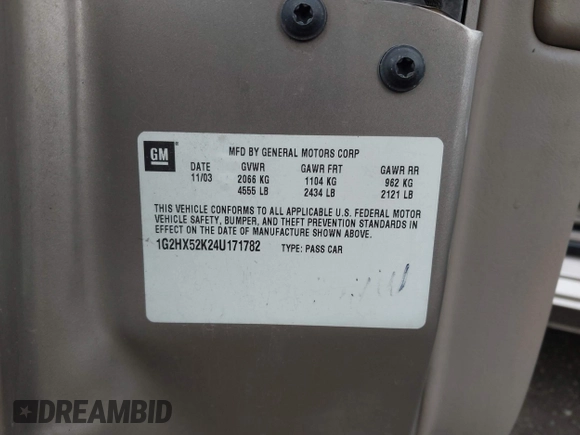 GM
MFD BY GENERAL MOTORS CORP
DATE GVWR GAWR FRT GAWR RR
11/03 2066 KG 1104 KG 962 KG
4555 LB 2434 LB 2121 LB
THIS VEHICLE CONFORMS TO ALL APPLICABLE U.S. FEDERAL MOTOR
VEHICLE SAFETY, BUMPER, AND THEFT PREVENTION STANDARDS IN
EFFECT ON THE DATE OF MANUFACTURE SHOWN ABOVE.
1G2HX52K24U171782 TYPE: PASS CAR
DREAMBID